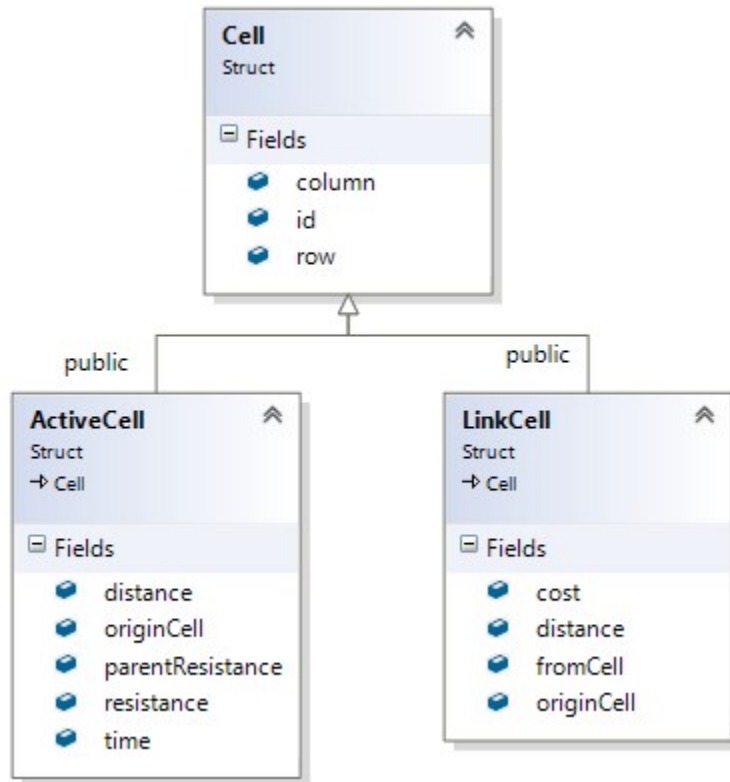 Cell
Struct
Fields
column
id
row
public
public
ActiveCell
Struct
Cell
Fields
distance
originCell
parentResistance
resistance
time
LinkCell
Struct
Cell
Fields
cost
distance
fromCell
originCell